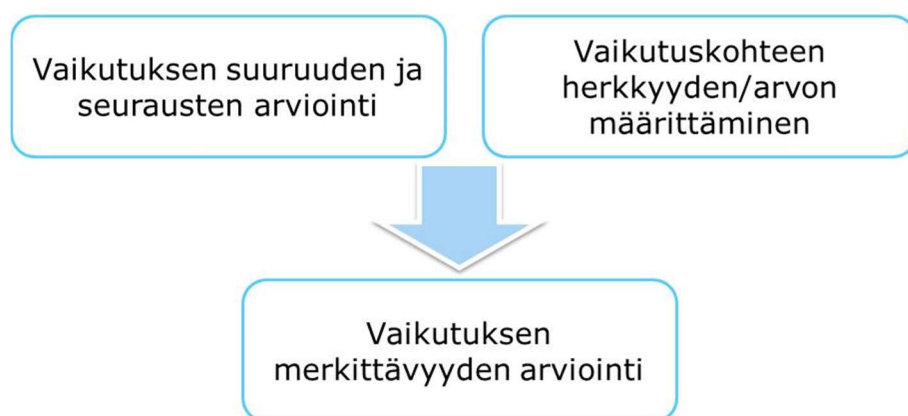 Vaikutuksen suuruuden ja
seurausten arviointi
Vaikutuskohteen
herkkyyden/arvon
määrittäminen
Vaikutuksen
merkittävyyden arviointi